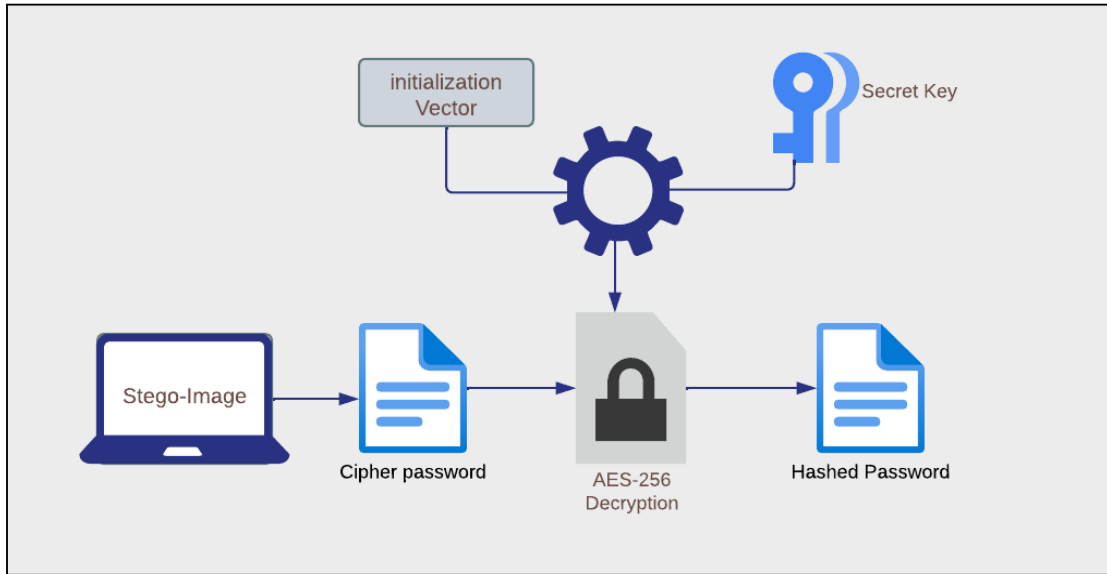 initialization
Vector
Secret Key
Stego-Image
Cipher password
AES-256
Decryption
Hashed Password